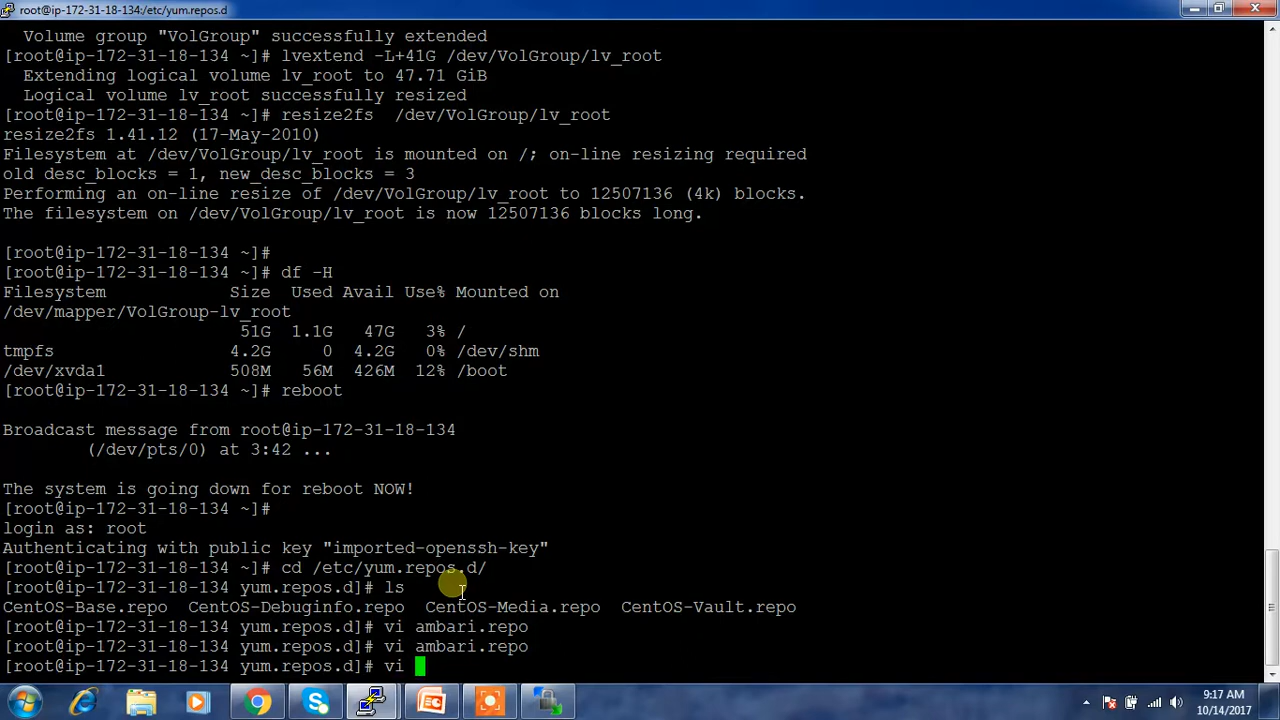 root@ip-172-31-18-134:/etc/yum.repos.d
Volume group "VolGroup" successfully extended
[root@ip-172-31-18-134 ~]# lvextend -L+41G /dev/VolGroup/lv_root
Extending logical volume lv_root to 47.71 GiB
Logical volume lv_root successfully resized
[root@ip-172-31-18-134 ~]# resize2fs  /dev/VolGroup/lv_root
resize2fs 1.41.12 (17-May-2010)
Filesystem at /dev/VolGroup/lv_root is mounted on /; on-line resizing required
old desc_blocks = 1, new_desc_blocks = 3
Performing an on-line resize of /dev/VolGroup/lv_root to 12507136 (4k) blocks.
The filesystem on /dev/VolGroup/lv_root is now 12507136 blocks long.
[root@ip-172-31-18-134 ~]#
[root@ip-172-31-18-134 ~]# df -H
Filesystem            Size  Used Avail Use% Mounted on
/dev/mapper/VolGroup-lv_root
51G  1.1G   47G   3% /
tmpfs                 4.2G     0  4.2G   0% /dev/shm
/dev/xvda1            508M   56M  426M  12% /boot
[root@ip-172-31-18-134 ~]# reboot
Broadcast message from root@ip-172-31-18-134
(/dev/pts/0) at 3:42 ...
The system is going down for reboot NOW!
[root@ip-172-31-18-134 ~]#
login as: root
Authenticating with public key "imported-openssh-key"
[root@ip-172-31-18-134 ~]# cd /etc/yum.repos.d/
[root@ip-172-31-18-134 yum.repos.d]# ls
CentOS-Base.repo  CentOS-Debuginfo.repo  CentOS-Media.repo  CentOS-Vault.repo
[root@ip-172-31-18-134 yum.repos.d]# vi ambari.repo
[root@ip-172-31-18-134 yum.repos.d]# vi ambari.repo
[root@ip-172-31-18-134 yum.repos.d]# vi
9:17 AM
10/14/2017